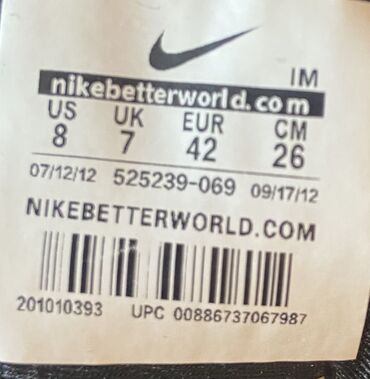 IM
nikebetterworld.com
US UK EUR CM
8 7 42 26
07/12/12 525239-069 09/17/12
NIKEBETTERWORLD.COM
201010393 UPC 00886737067987